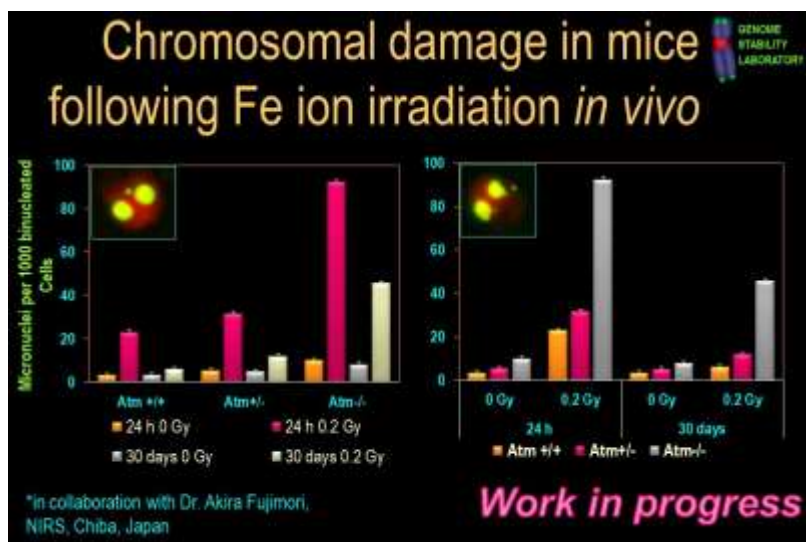 Chromosomal damage in mice
following Fe ion irradiation in vivo
GENOME
STABILITY
LABORATORY
Micronuclei per 1000 binucleated
Cells
100
80
60
40
20
0
Atm +/+ Atm+/- Atm-/-
24 h 0 Gy 24 h 0.2 Gy
30 days 0 Gy 30 days 0.2 Gy
100
80
60
40
20
0
0 Gy 0.2 Gy 0 Gy 0.2 Gy
24 h 30 days
Atm +/+ Atm+/- Atm-/-
*in collaboration with Dr. Akira Fujimori,
NIRS, Chiba, Japan
Work in progress